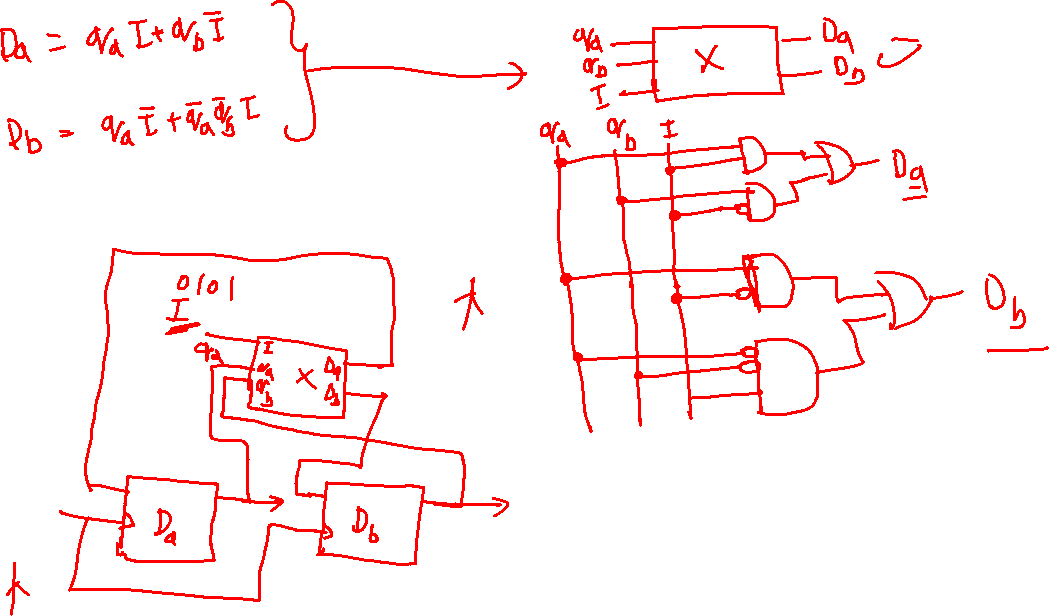 Da = qa I + qb Ī
Db = qa Ī + q̄a q̄b I
qa
qb
I
X
Da
Db
qa qb I
Da
Db
0101
I
qa
I
qa
qb
X
Da
Db
Da
Db